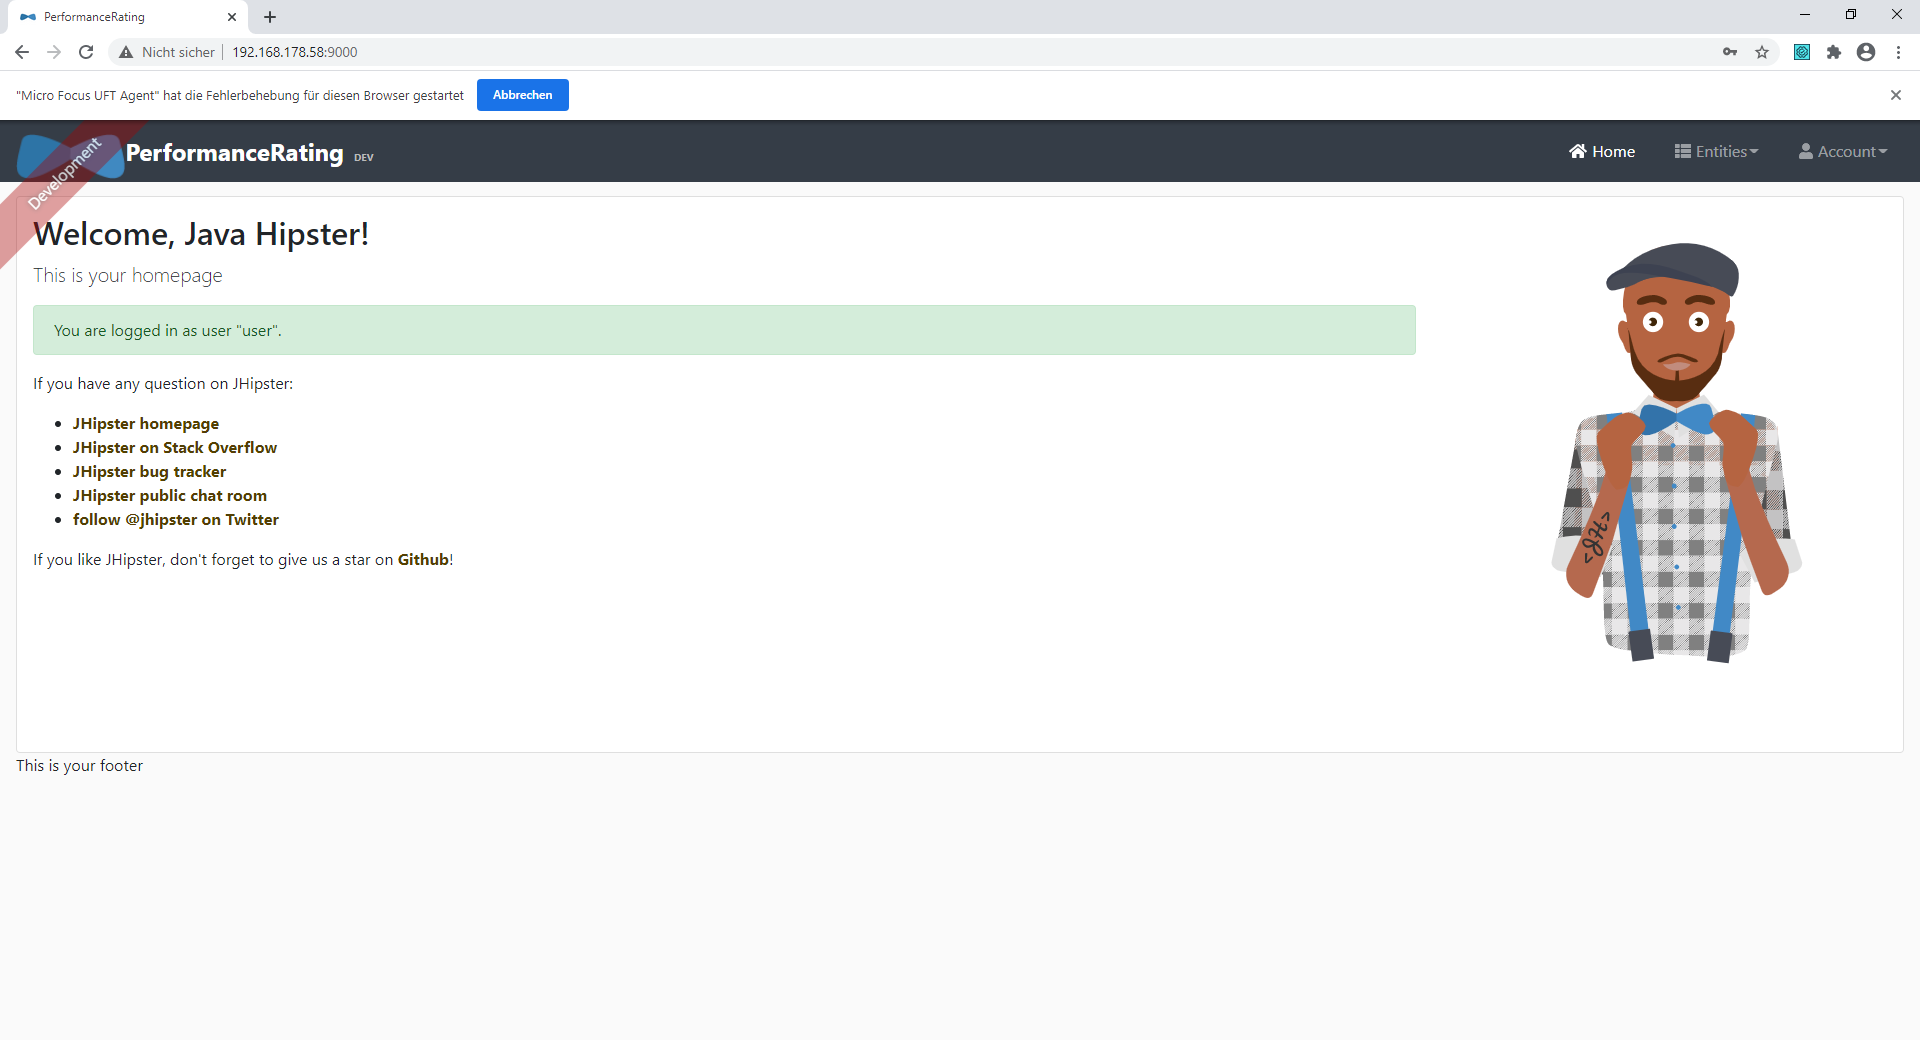 PerformanceRating
Nicht sicher 192.168.178.58:9000
"Micro Focus UFT Agent" hat die Fehlerbehebung für diesen Browser gestartet Abbrechen
Development
PerformanceRating DEV
Home Entities Account
Welcome, Java Hipster!
This is your homepage
You are logged in as user "user".
If you have any question on JHipster:
JHipster homepage
JHipster on Stack Overflow
JHipster bug tracker
JHipster public chat room
follow @jhipster on Twitter
If you like JHipster, don't forget to give us a star on Github!
<JH>
This is your footer